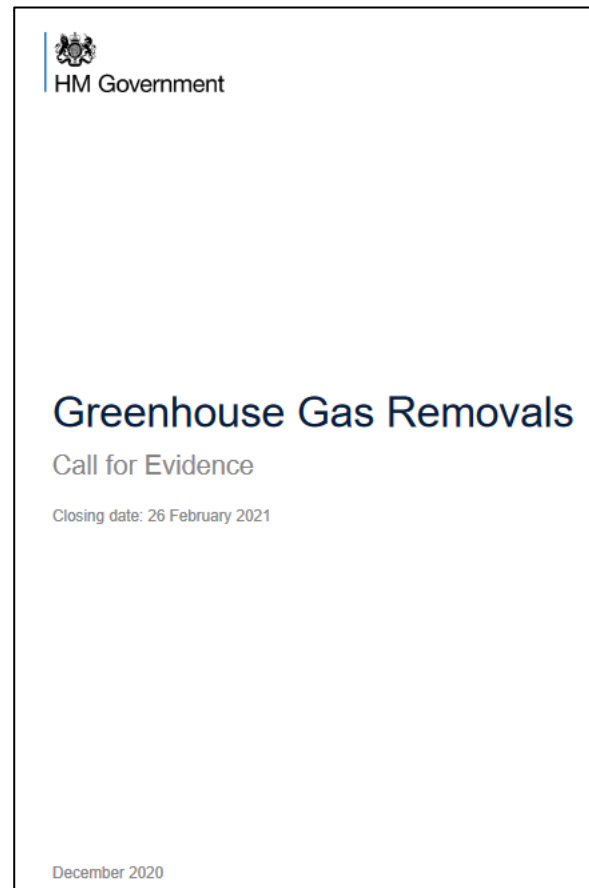 HM Government
Greenhouse Gas Removals
Call for Evidence
Closing date: 26 February 2021
December 2020